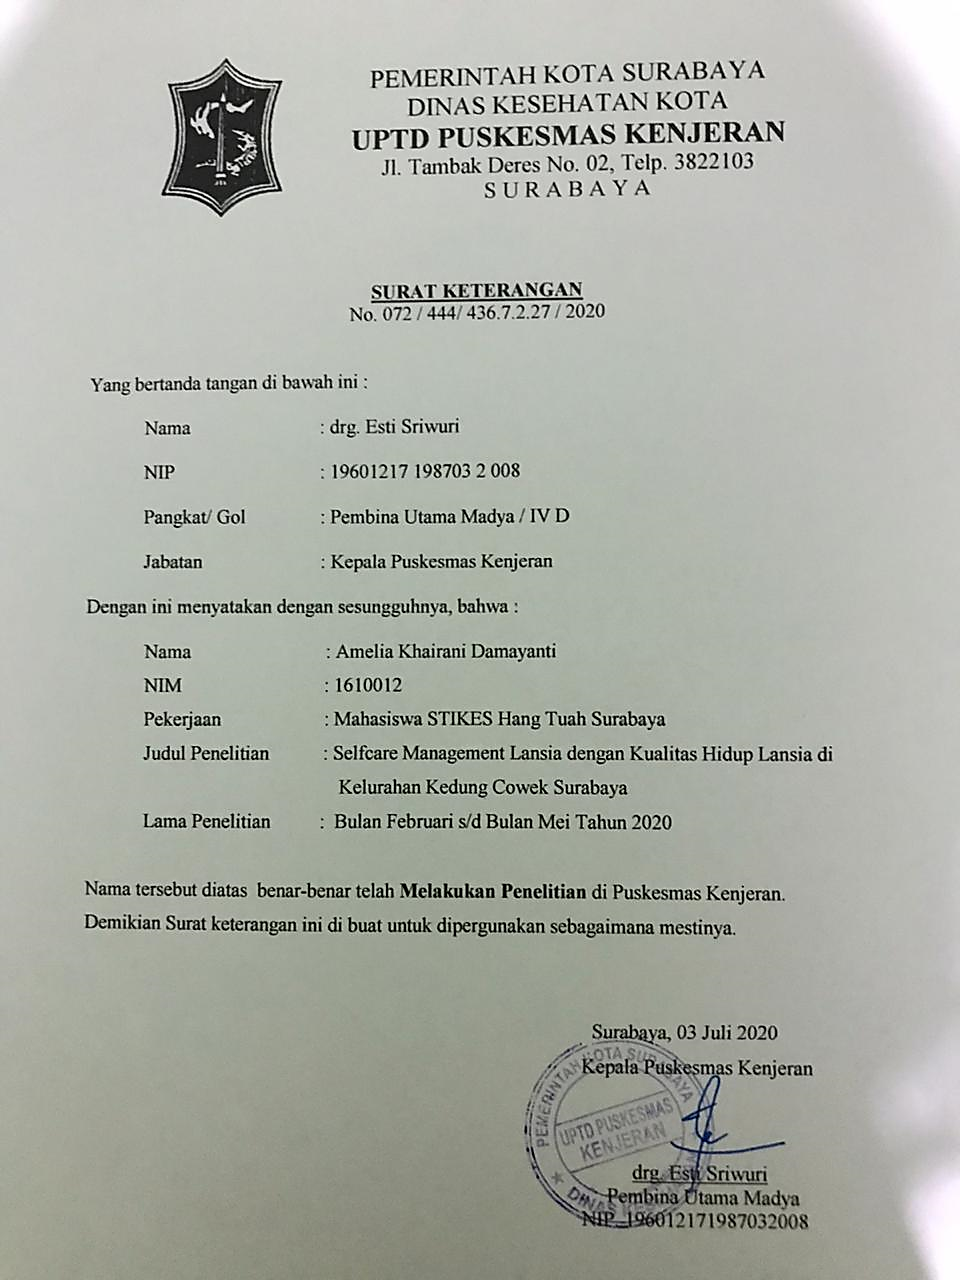 PEMERINTAH KOTA SURABAYA
DINAS KESEHATAN KOTA
UPTD PUSKESMAS KENJERAN
Jl. Tambak Deres No. 02, Telp. 3822103
S U R A B A Y A
SURAT KETERANGAN
No. 072 / 444/ 436.7.2.27 / 2020
Yang bertanda tangan di bawah ini :
Nama : drg. Esti Sriwuri
NIP : 19601217 198703 2 008
Pangkat/ Gol : Pembina Utama Madya / IV D
Jabatan : Kepala Puskesmas Kenjeran
Dengan ini menyatakan dengan sesungguhnya, bahwa :
Nama : Amelia Khairani Damayanti
NIM : 1610012
Pekerjaan : Mahasiswa STIKES Hang Tuah Surabaya
Judul Penelitian : Selfcare Management Lansia dengan Kualitas Hidup Lansia di
Kelurahan Kedung Cowek Surabaya
Lama Penelitian : Bulan Februari s/d Bulan Mei Tahun 2020
Nama tersebut diatas benar-benar telah Melakukan Penelitian di Puskesmas Kenjeran.
Demikian Surat keterangan ini di buat untuk dipergunakan sebagaimana mestinya.
Surabaya, 03 Juli 2020
Kepala Puskesmas Kenjeran
PEMERINTAH KOTA SURABAYA
UPTD PUSKESMAS
KENJERAN
DINAS
drg. Esti Sriwuri
Pembina Utama Madya
NIP. 196012171987032008